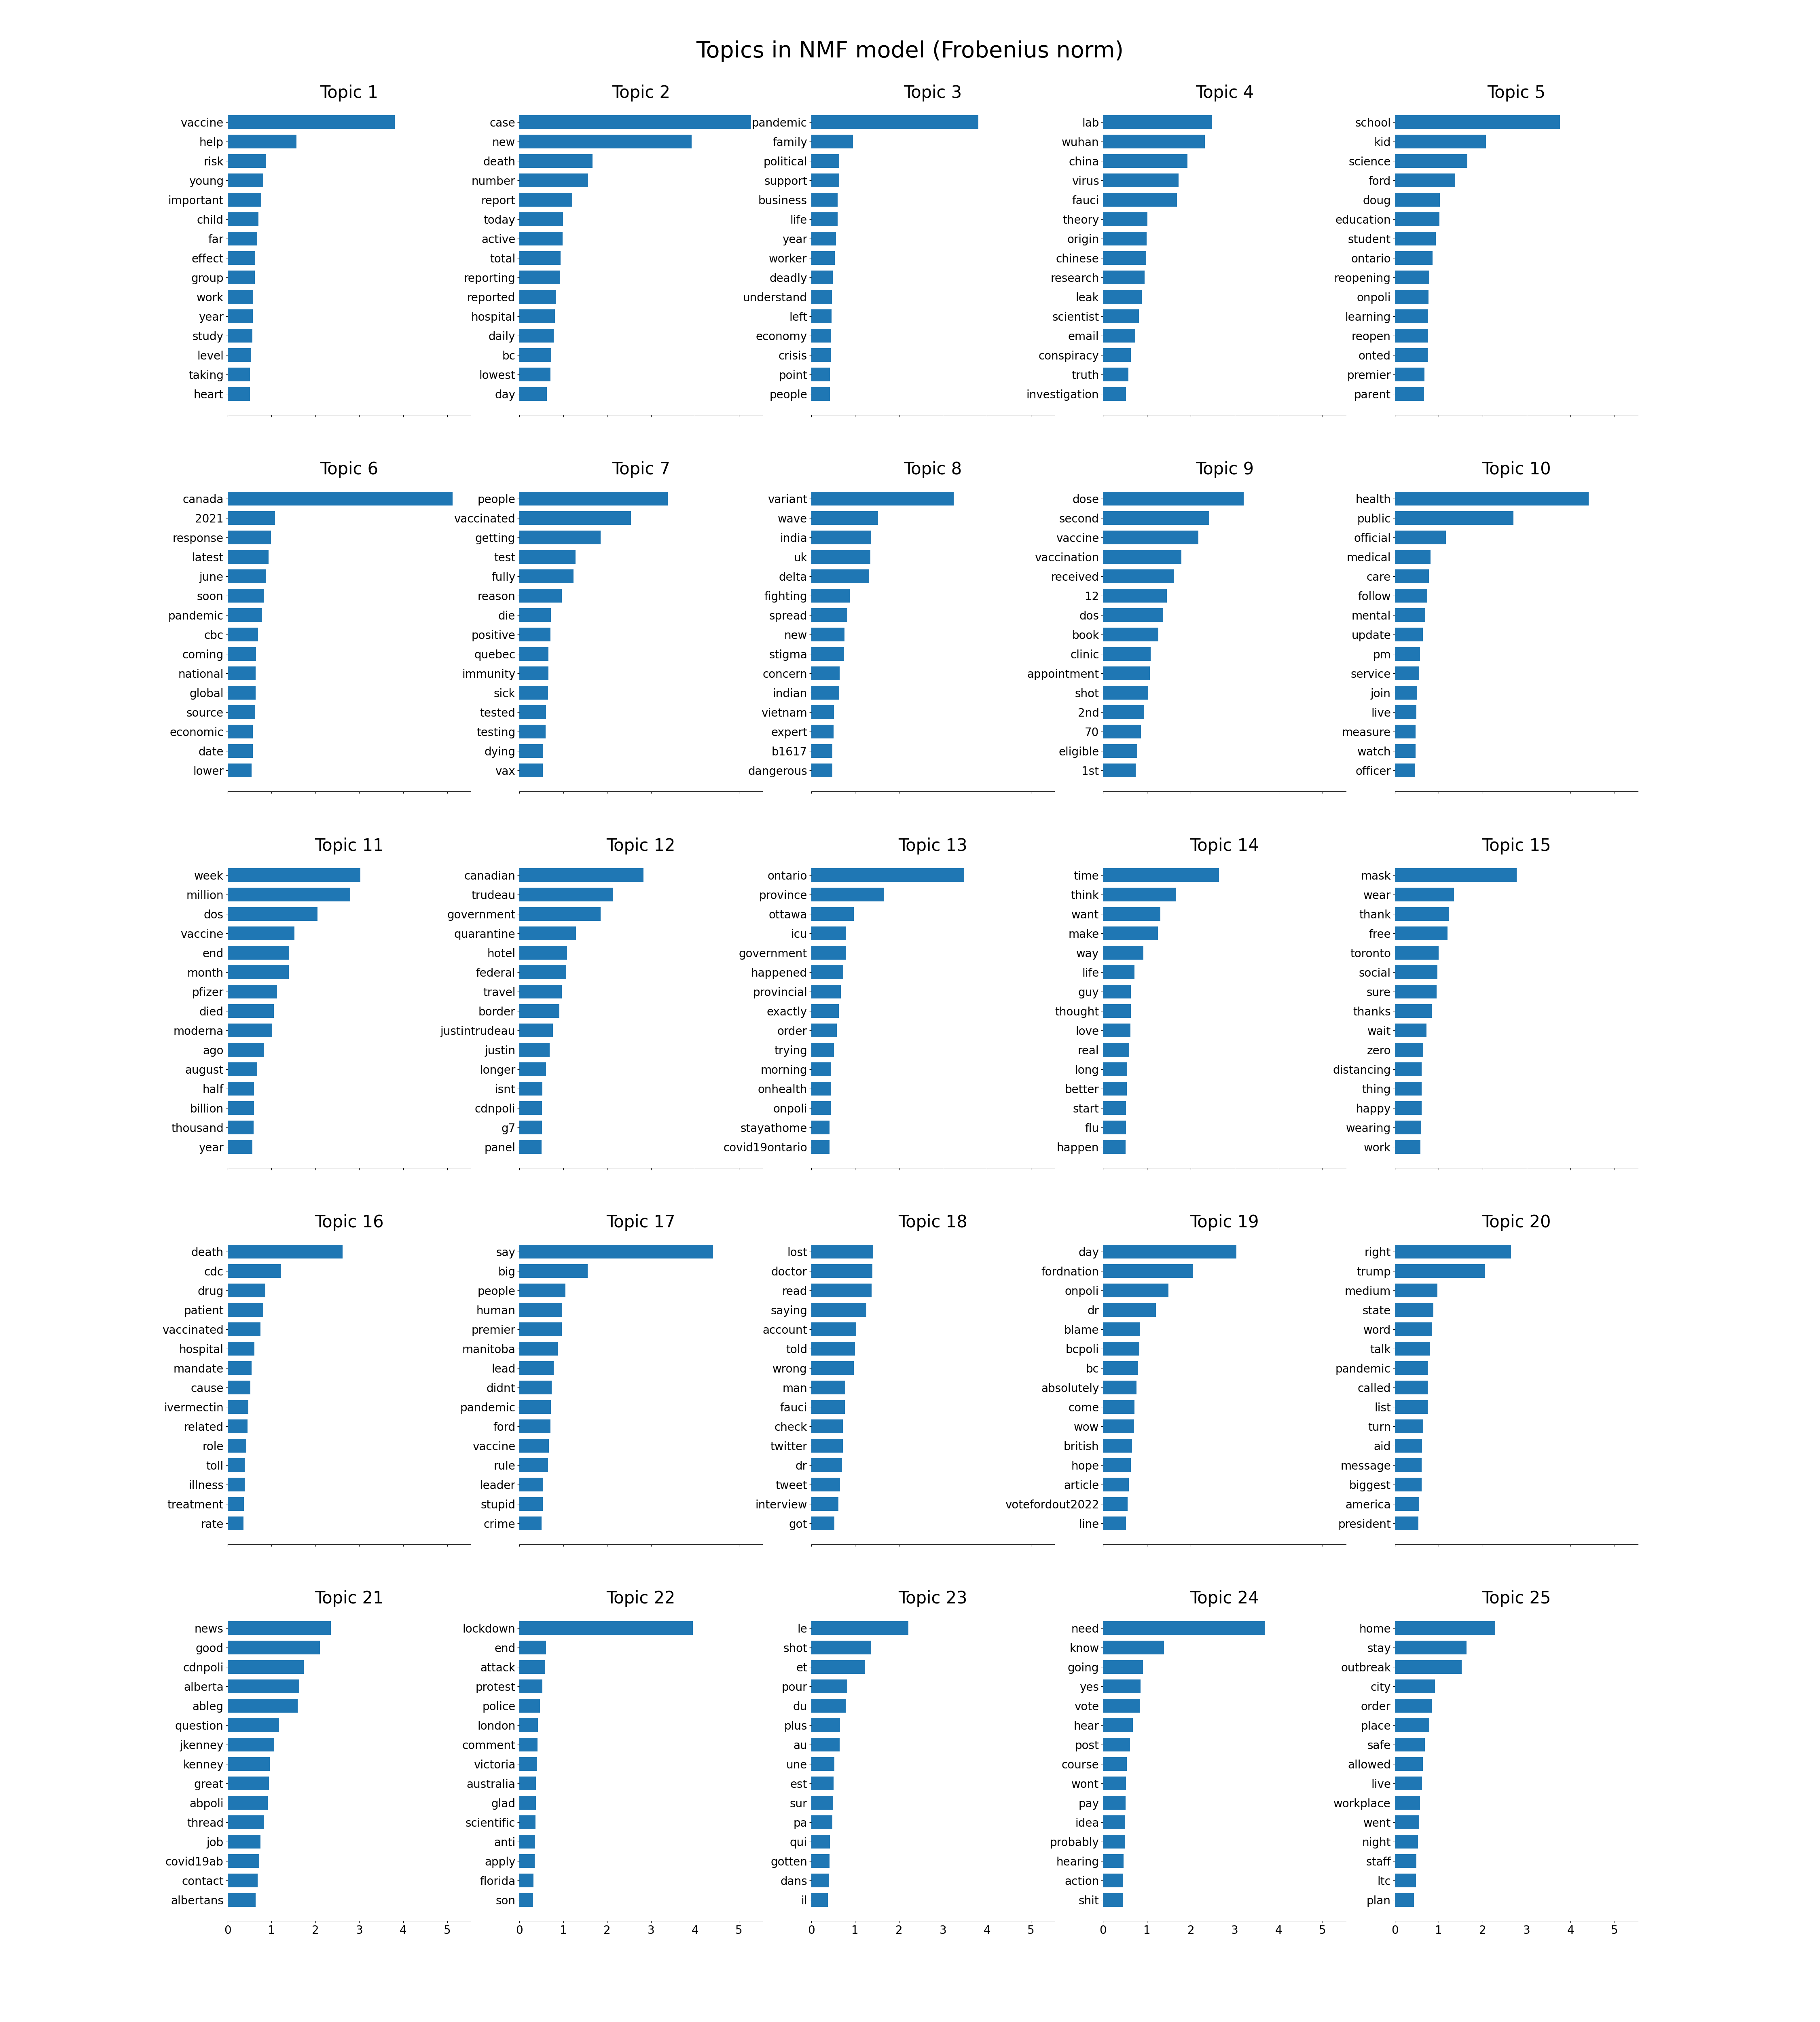 Topics in NMF model (Frobenius norm)
Topic 1
vaccine
help
risk
young
important
child
far
effect
group
work
year
study
level
taking
heart
Topic 2
case
new
death
number
report
today
active
total
reporting
reported
hospital
daily
bc
lowest
day
Topic 3
pandemic
family
political
support
business
life
year
worker
deadly
understand
left
economy
crisis
point
people
Topic 4
lab
wuhan
china
virus
fauci
theory
origin
chinese
research
leak
scientist
email
conspiracy
truth
investigation
Topic 5
school
kid
science
ford
doug
education
student
ontario
reopening
onpoli
learning
reopen
onted
premier
parent
Topic 6
canada
2021
response
latest
june
soon
pandemic
cbc
coming
national
global
source
economic
date
lower
Topic 7
people
vaccinated
getting
test
fully
reason
die
positive
quebec
immunity
sick
tested
testing
dying
vax
Topic 8
variant
wave
india
uk
delta
fighting
spread
new
stigma
concern
indian
vietnam
expert
b1617
dangerous
Topic 9
dose
second
vaccine
vaccination
received
12
dos
book
clinic
appointment
shot
2nd
70
eligible
1st
Topic 10
health
public
official
medical
care
follow
mental
update
pm
service
join
live
measure
watch
officer
Topic 11
week
million
dos
vaccine
end
month
pfizer
died
moderna
ago
august
half
billion
thousand
year
Topic 12
canadian
trudeau
government
quarantine
hotel
federal
travel
border
justintrudeau
justin
longer
isnt
cdnpoli
g7
panel
Topic 13
ontario
province
ottawa
icu
government
happened
provincial
exactly
order
trying
morning
onhealth
onpoli
stayathome
covid19ontario
Topic 14
time
think
want
make
way
life
guy
thought
love
real
long
better
start
flu
happen
Topic 15
mask
wear
thank
free
toronto
social
sure
thanks
wait
zero
distancing
thing
happy
wearing
work
Topic 16
death
cdc
drug
patient
vaccinated
hospital
mandate
cause
ivermectin
related
role
toll
illness
treatment
rate
Topic 17
say
big
people
human
premier
manitoba
lead
didnt
pandemic
ford
vaccine
rule
leader
stupid
crime
Topic 18
lost
doctor
read
saying
account
told
wrong
man
fauci
check
twitter
dr
tweet
interview
got
Topic 19
day
fordnation
onpoli
dr
blame
bcpoli
bc
absolutely
come
wow
british
hope
article
votefordout2022
line
Topic 20
right
trump
medium
state
word
talk
pandemic
called
list
turn
aid
message
biggest
america
president
Topic 21
news
good
cdnpoli
alberta
ableg
question
jkenney
kenney
great
abpoli
thread
job
covid19ab
contact
albertans
0 1 2 3 4 5
Topic 22
lockdown
end
attack
protest
police
london
comment
victoria
australia
glad
scientific
anti
apply
florida
son
0 1 2 3 4 5
Topic 23
le
shot
et
pour
du
plus
au
une
est
sur
pa
qui
gotten
dans
il
0 1 2 3 4 5
Topic 24
need
know
going
yes
vote
hear
post
course
wont
pay
idea
probably
hearing
action
shit
0 1 2 3 4 5
Topic 25
home
stay
outbreak
city
order
place
safe
allowed
live
workplace
went
night
staff
ltc
plan
0 1 2 3 4 5